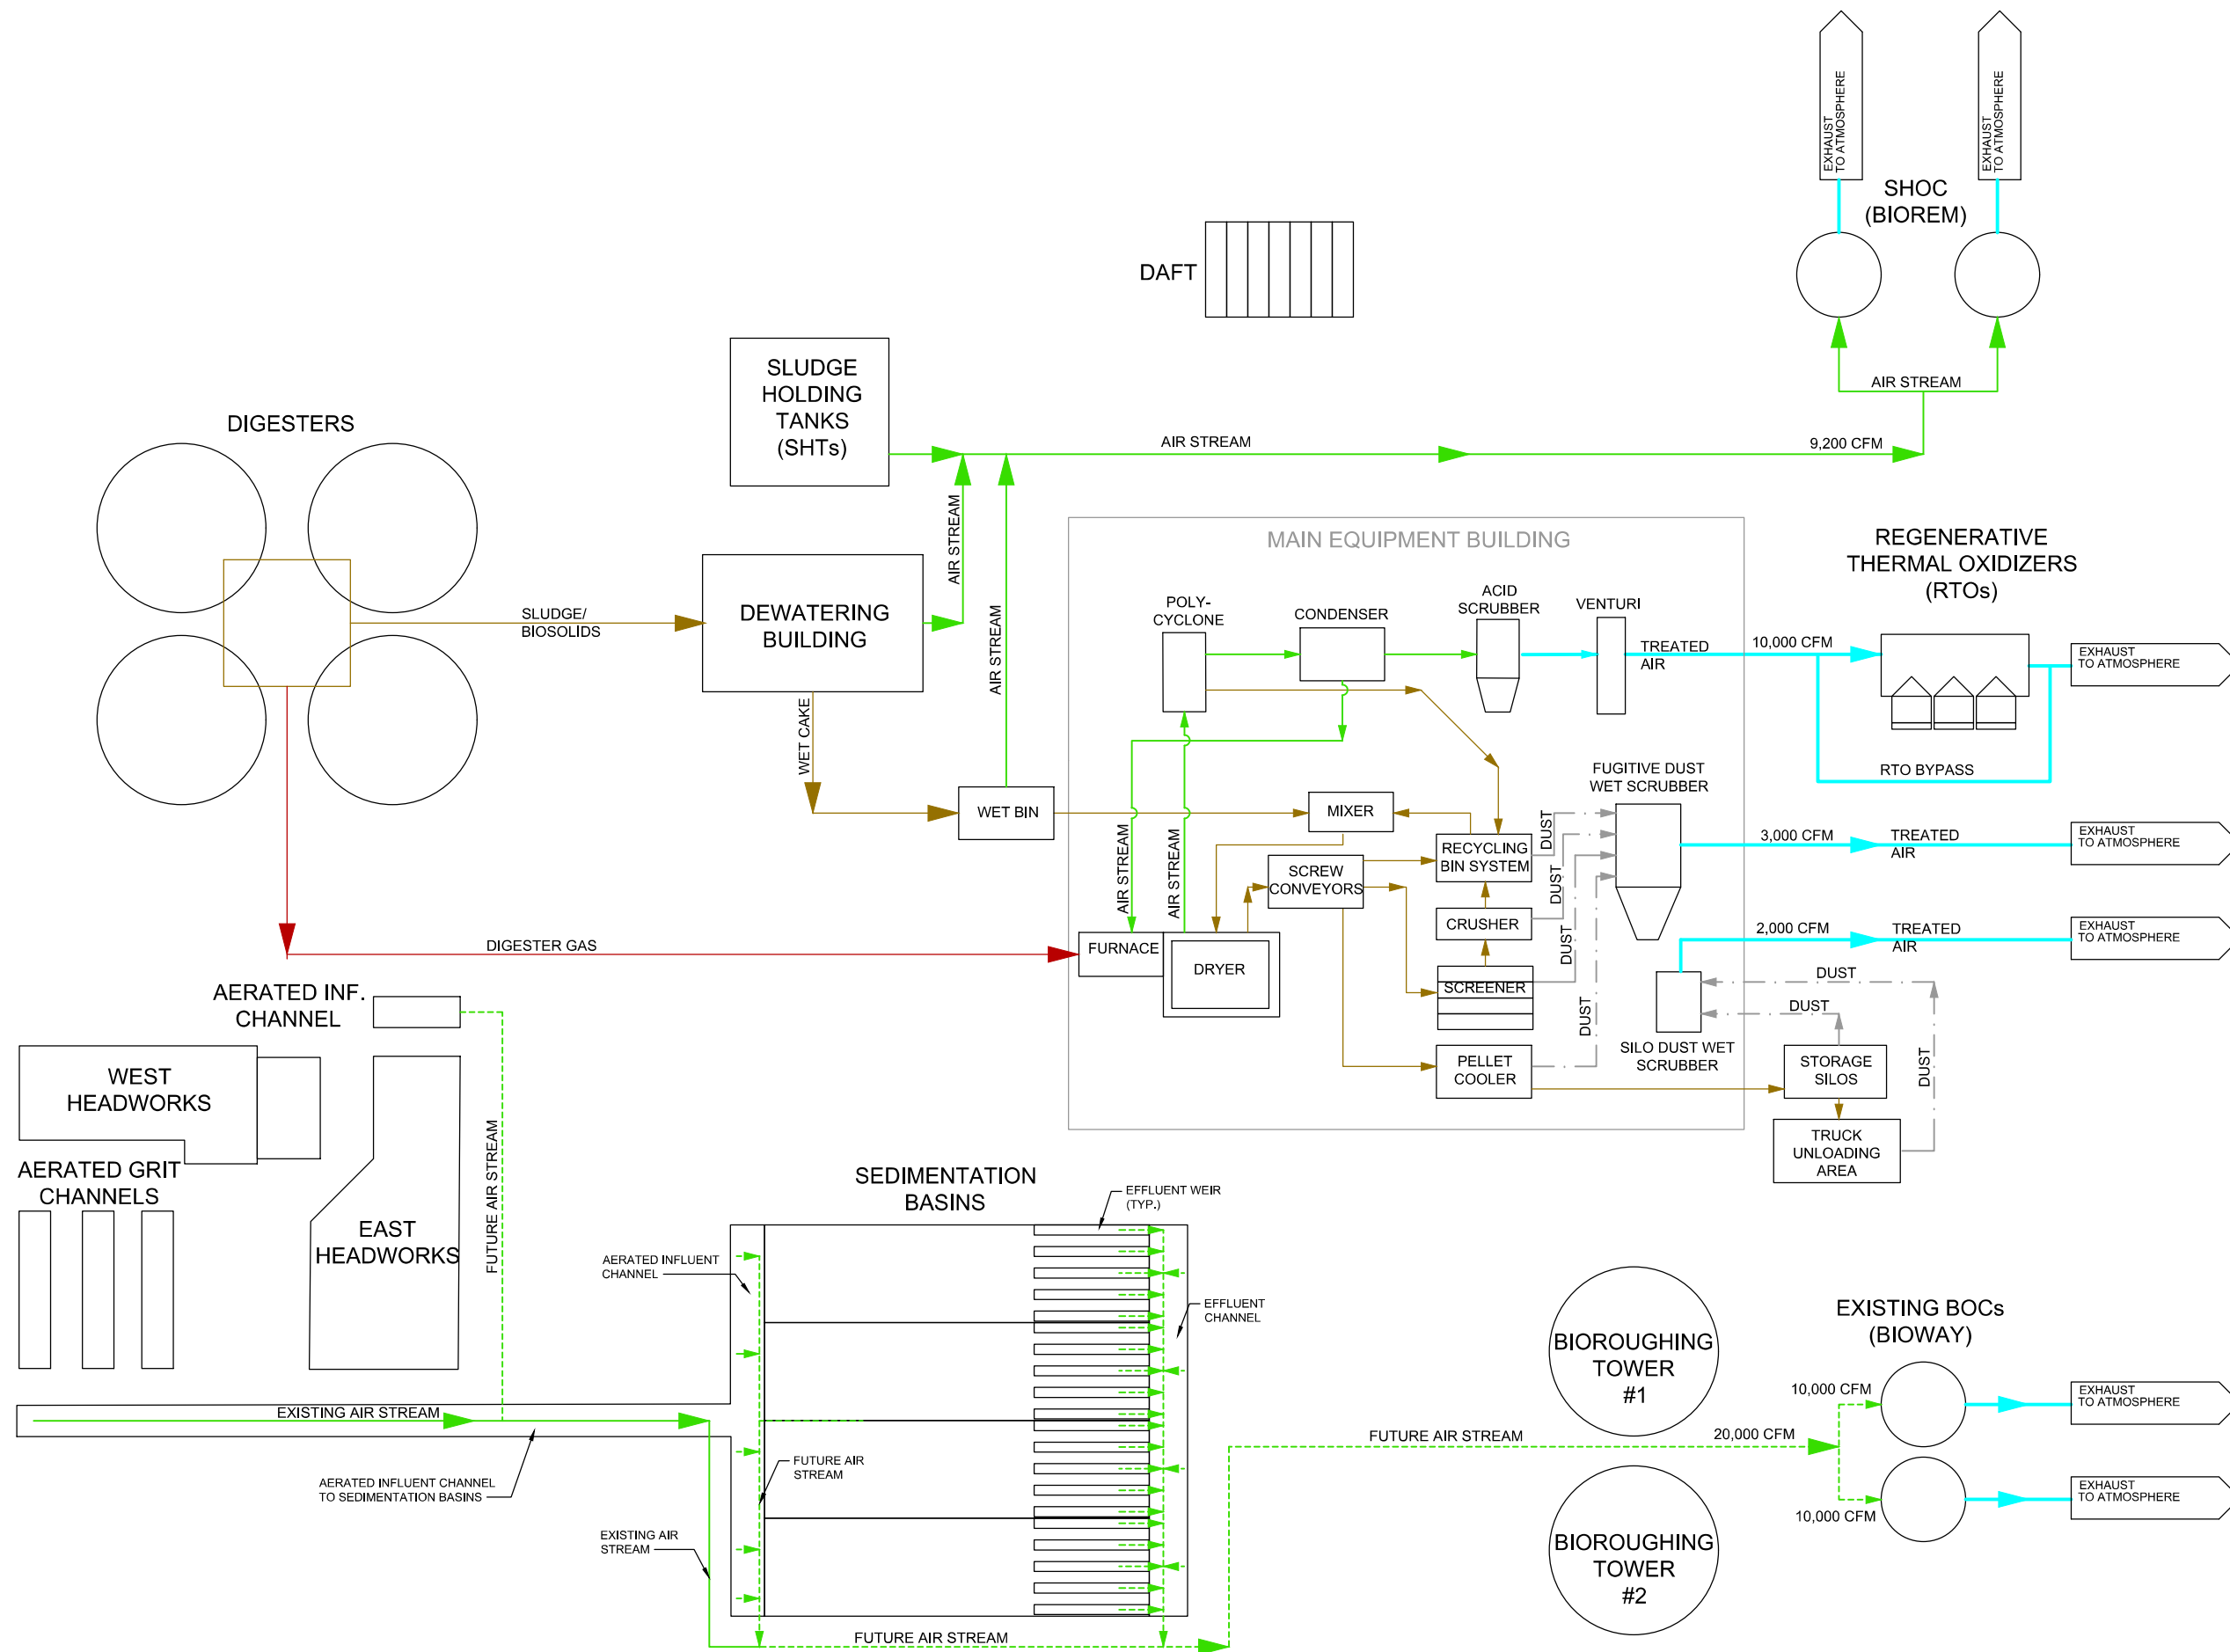 EXHAUST
TO ATMOSPHERE
EXHAUST
TO ATMOSPHERE
SHOC
(BIOREM)
DAFT
AIR STREAM
SLUDGE
HOLDING
TANKS
(SHTs)
DIGESTERS
AIR STREAM
9,200 CFM
AIR STREAM
AIR STREAM
MAIN EQUIPMENT BUILDING
REGENERATIVE
THERMAL OXIDIZERS
(RTOs)
SLUDGE/
BIOSOLIDS
DEWATERING
BUILDING
POLY-
CYCLONE
CONDENSER
ACID
SCRUBBER
VENTURI
TREATED
AIR
10,000 CFM
EXHAUST
TO ATMOSPHERE
WET CAKE
RTO BYPASS
WET BIN
MIXER
FUGITIVE DUST
WET SCRUBBER
AIR STREAM
AIR STREAM
SCREW
CONVEYORS
RECYCLING
BIN SYSTEM
DUST
DUST
DUST
DUST
3,000 CFM
TREATED
AIR
EXHAUST
TO ATMOSPHERE
DIGESTER GAS
FURNACE
DRYER
CRUSHER
SCREENER
2,000 CFM
TREATED
AIR
EXHAUST
TO ATMOSPHERE
DUST
DUST
DUST
PELLET
COOLER
SILO DUST WET
SCRUBBER
STORAGE
SILOS
TRUCK
UNLOADING
AREA
AERATED INF.
CHANNEL
WEST
HEADWORKS
AERATED GRIT
CHANNELS
EAST
HEADWORKS
FUTURE AIR STREAM
SEDIMENTATION
BASINS
EFFLUENT WEIR
(TYP.)
AERATED INFLUENT
CHANNEL
EFFLUENT
CHANNEL
EXISTING AIR STREAM
AERATED INFLUENT CHANNEL
TO SEDIMENTATION BASINS
FUTURE AIR
STREAM
EXISTING AIR
STREAM
FUTURE AIR STREAM
BIOROUGHING
TOWER
#1
BIOROUGHING
TOWER
#2
FUTURE AIR STREAM
20,000 CFM
EXISTING BOCs
(BIOWAY)
10,000 CFM
10,000 CFM
EXHAUST
TO ATMOSPHERE
EXHAUST
TO ATMOSPHERE